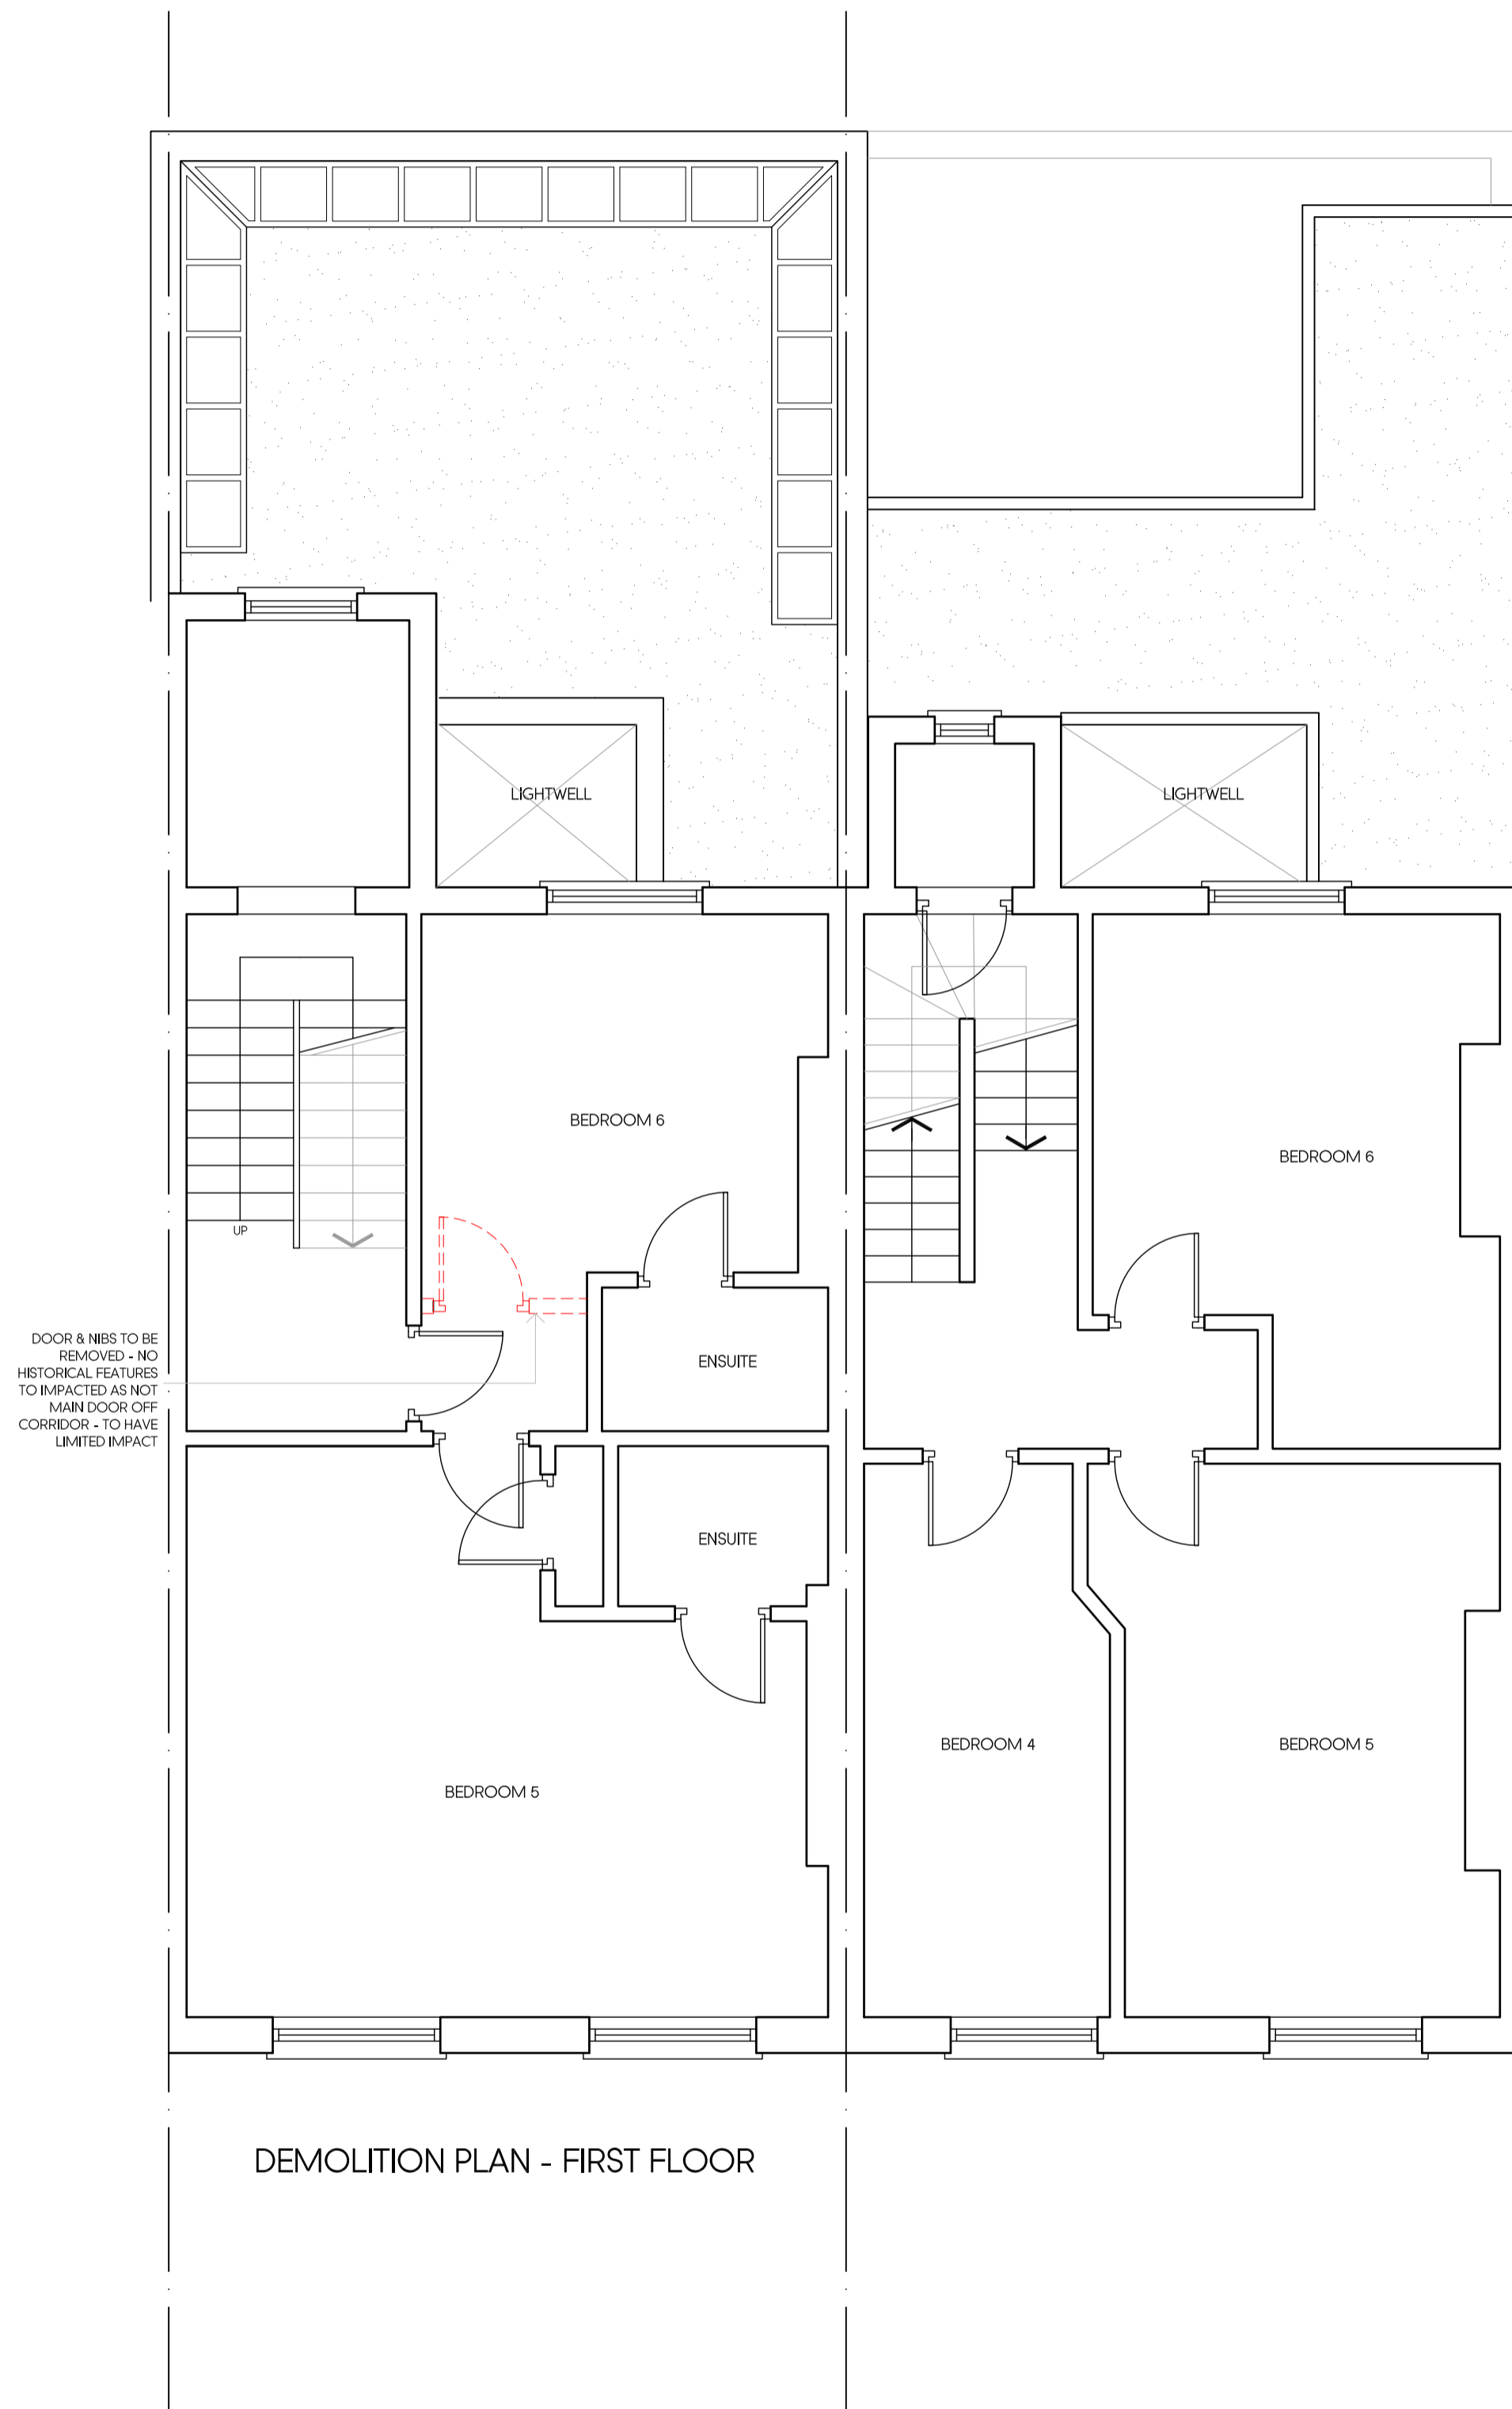 LIGHTWELL
LIGHTWELL
BEDROOM 6
BEDROOM 6
UP
DOOR & NIBS TO BE
REMOVED - NO
HISTORICAL FEATURES
TO IMPACTED AS NOT
MAIN DOOR OFF
CORRIDOR - TO HAVE
LIMITED IMPACT
ENSUITE
ENSUITE
BEDROOM 4
BEDROOM 5
BEDROOM 5
DEMOLITION PLAN - FIRST FLOOR